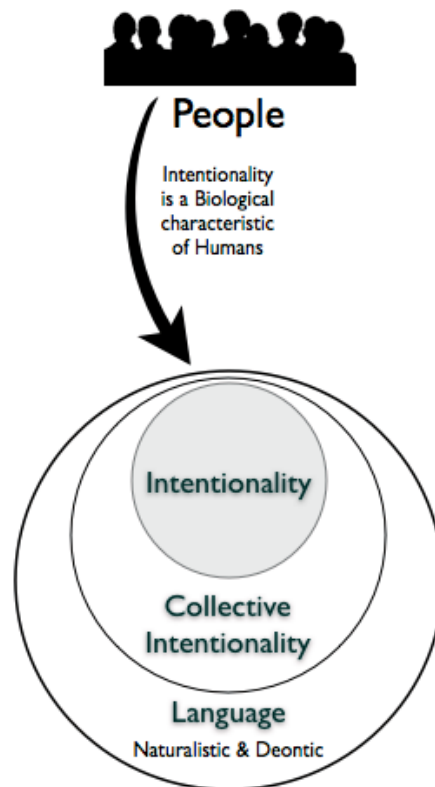 People
Intentionality
is a Biological
characteristic
of Humans
Intentionality
Collective
Intentionality
Language
Naturalistic & Deontic